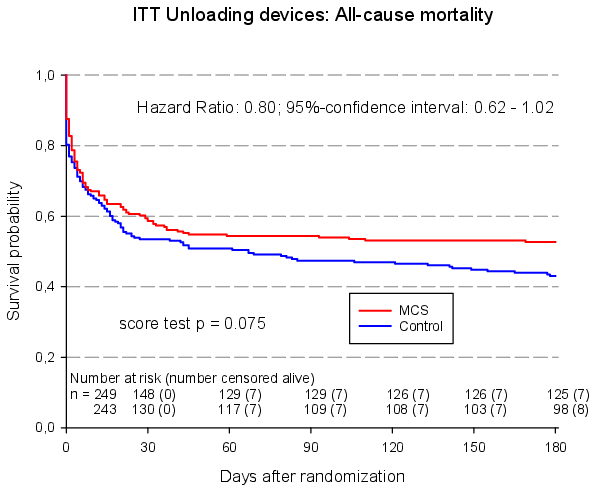 ITT Unloading devices: All-cause mortality
1,0
Hazard Ratio: 0.80; 95%-confidence interval: 0.62 - 1.02
0,8
0,6
Survival probability
0,4
MCS
score test p = 0.075
Control
0,2
Number at risk (number censored alive)
n = 249 148 (0) 129 (7) 129 (7) 126 (7) 126 (7) 125 (7)
243 130 (0) 117 (7) 109 (7) 108 (7) 103 (7) 98 (8)
0,0
0 30 60 90 120 150 180
Days after randomization